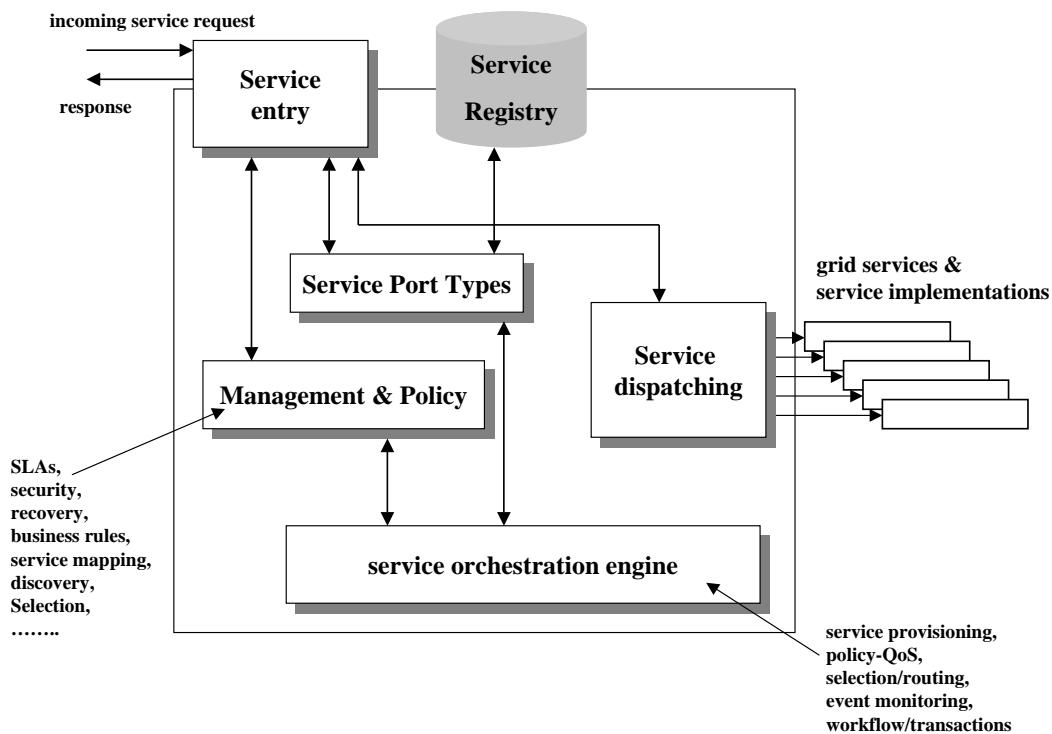 incoming service request
response
Service
entry
Service
Registry
Service Port Types
grid services &
service implementations
Service
dispatching
Management & Policy
SLAs,
security,
recovery,
business rules,
service mapping,
discovery,
Selection,
……..
service orchestration engine
service provisioning,
policy-QoS,
selection/routing,
event monitoring,
workflow/transactions